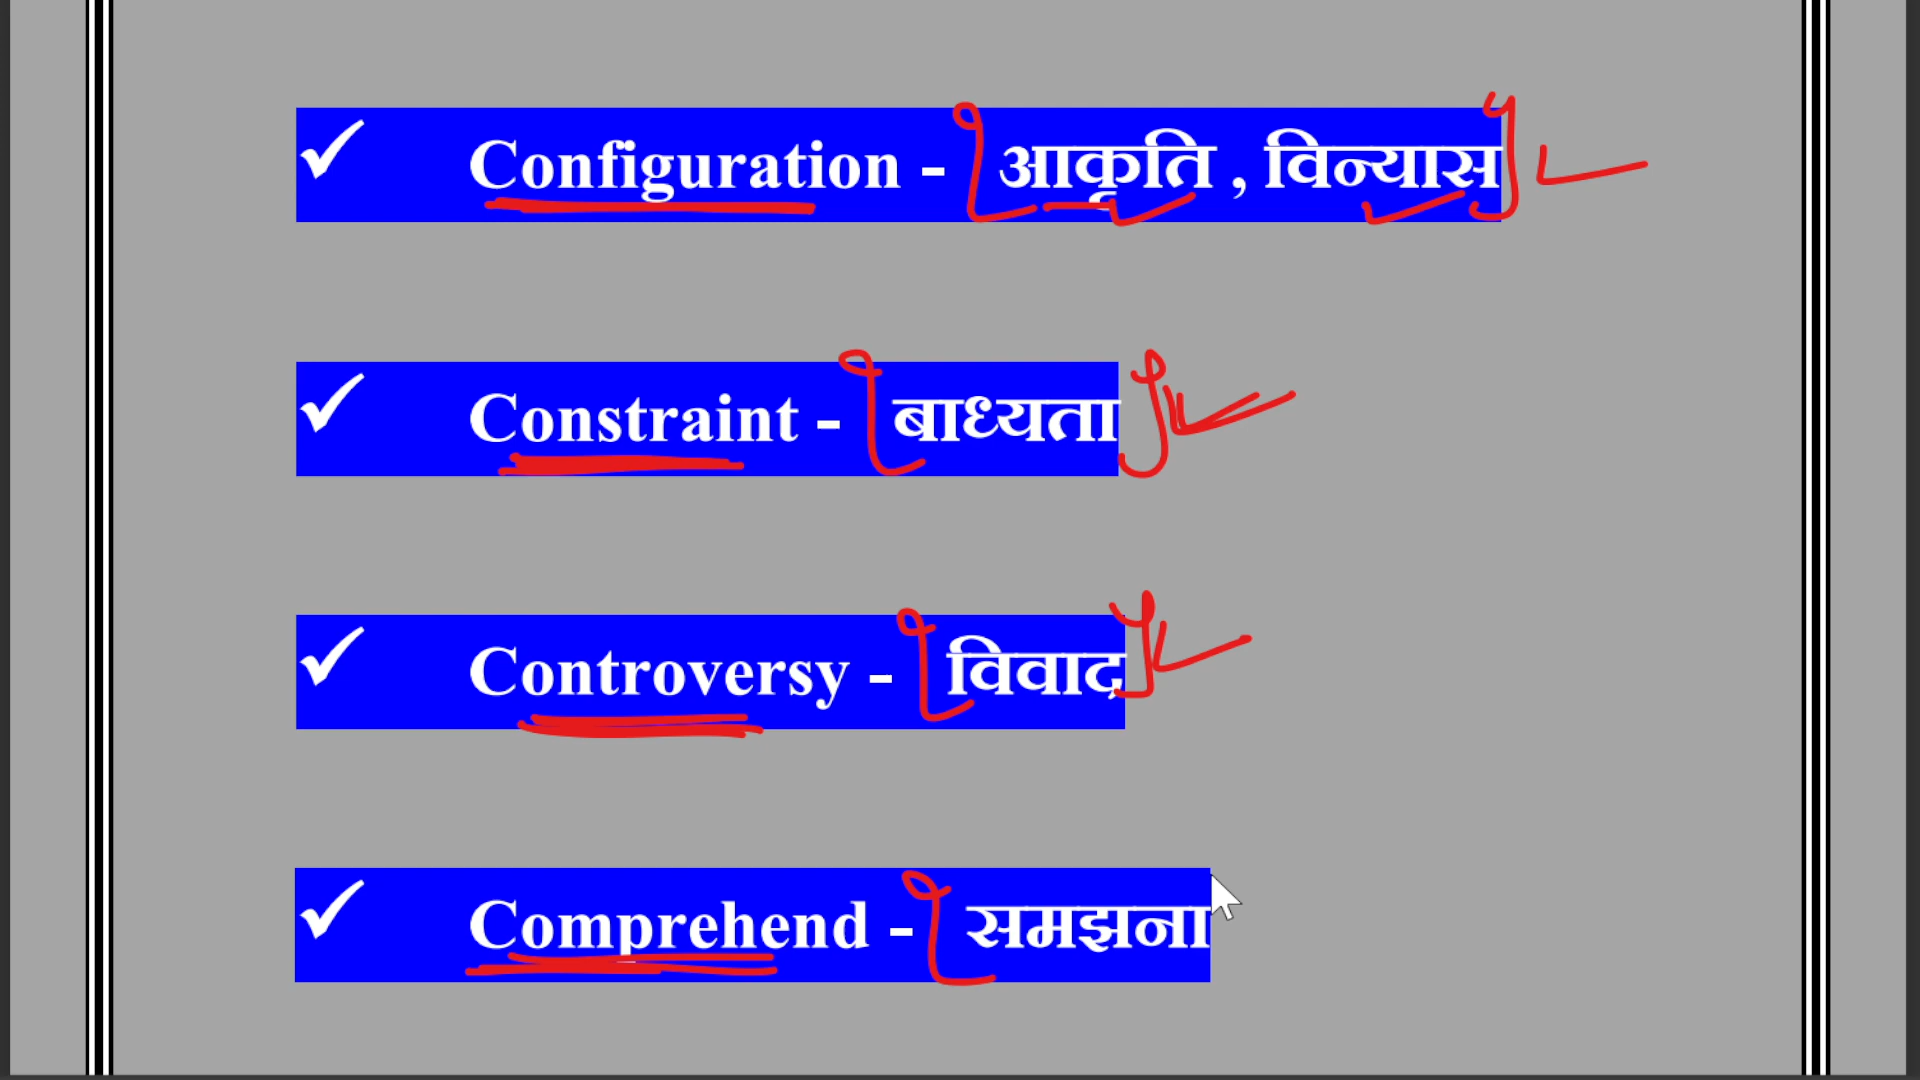 ✓ Configuration - आकृति , विन्यास
✓ Constraint - बाध्यता
✓ Controversy - विवाद
✓ Comprehend - समझना